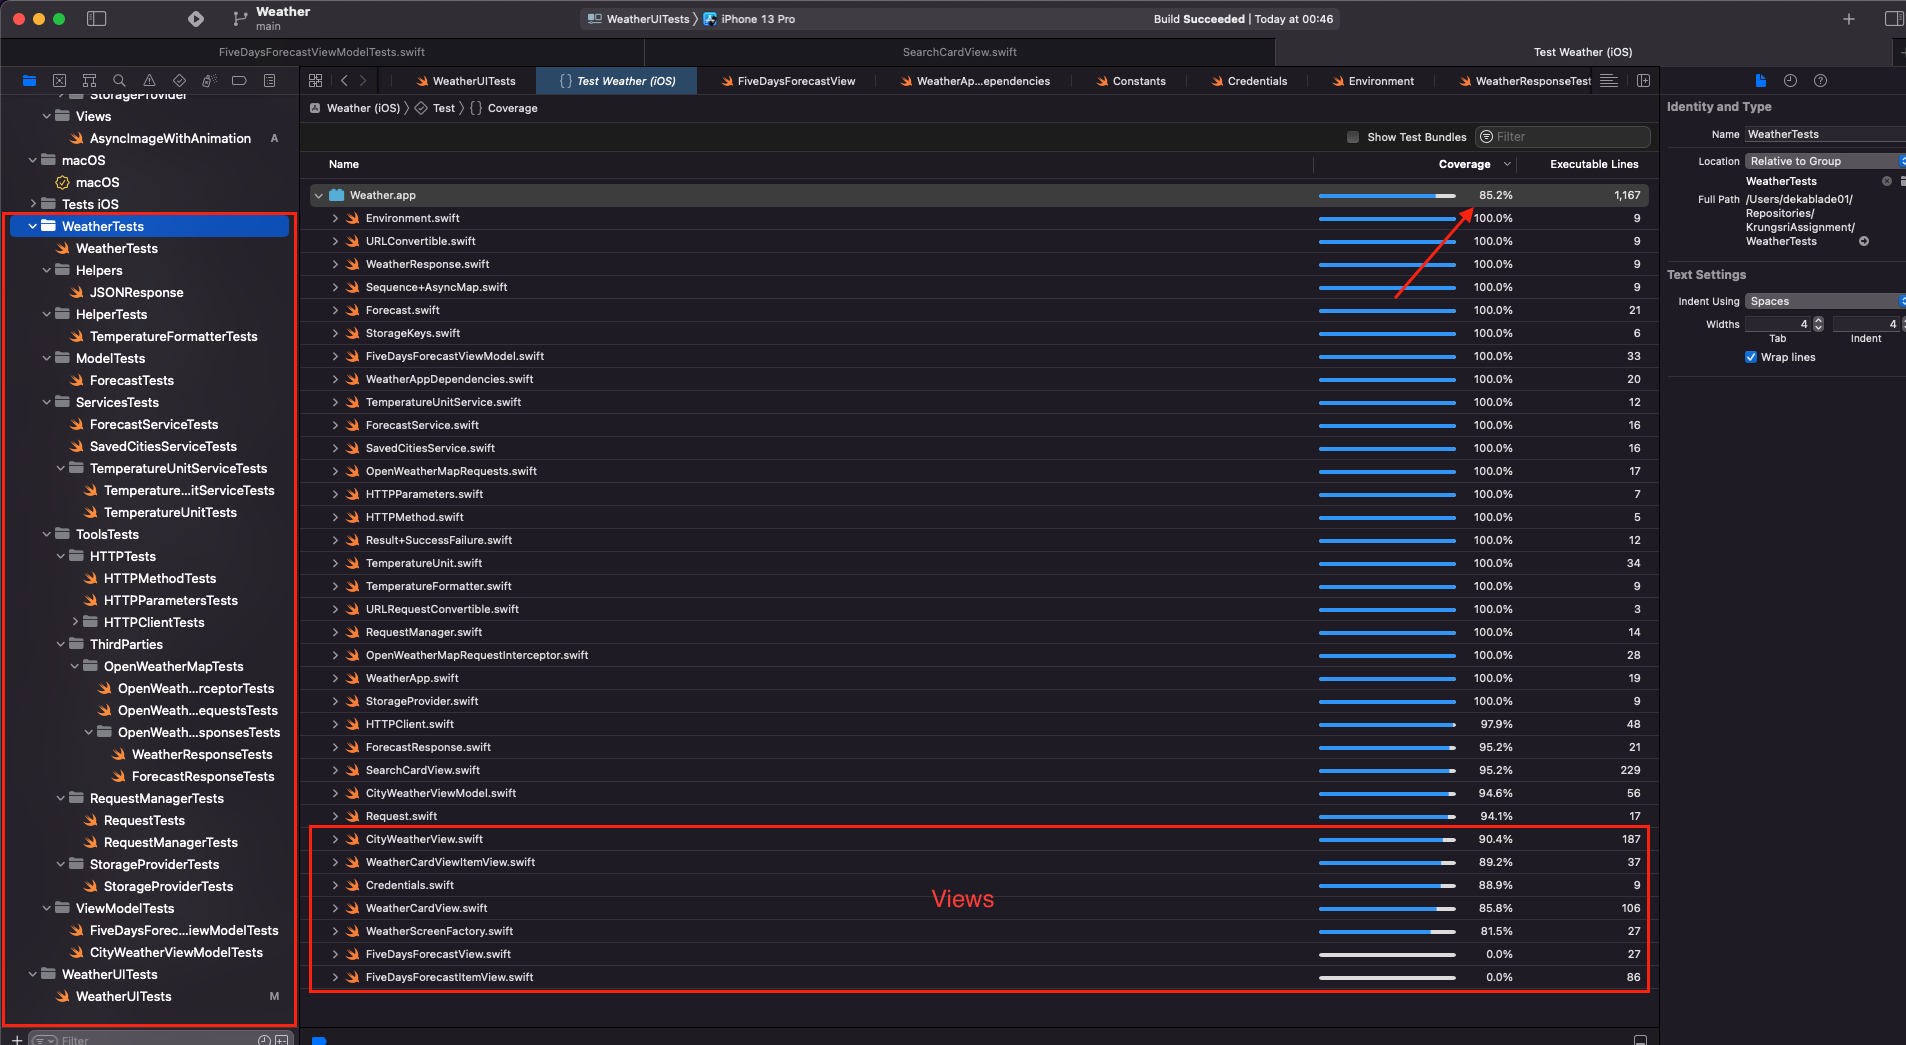 Weather
main
WeatherUITests
iPhone 13 Pro
Build Succeeded | Today at 00:46
FiveDaysForecastViewModelTests.swift
SearchCardView.swift
Test Weather (iOS)
WeatherUITests
Test Weather (iOS)
FiveDaysForecastView
WeatherAp...ependencies
Constants
Credentials
Environment
WeatherResponseTest
Weather (iOS)
Test
Coverage
Show Test Bundles
Filter
Name
Coverage
Executable Lines
StorageProvider
Views
AsyncImageWithAnimation A
macOS
macOS
Tests iOS
WeatherTests
WeatherTests
Helpers
JSONResponse
HelperTests
TemperatureFormatterTests
ModelTests
ForecastTests
ServicesTests
ForecastServiceTests
SavedCitiesServiceTests
TemperatureUnitServiceTests
Temperature...itServiceTests
TemperatureUnitTests
ToolsTests
HTTPTests
HTTPMethodTests
HTTPParametersTests
HTTPClientTests
ThirdParties
OpenWeatherMapTests
OpenWeath...rceptorTests
OpenWeath...equestsTests
OpenWeath...sponsesTests
WeatherResponseTests
ForecastResponseTests
RequestManagerTests
RequestTests
RequestManagerTests
StorageProviderTests
StorageProviderTests
ViewModelTests
FiveDaysForec...iewModelTests
CityWeatherViewModelTests
WeatherUITests
WeatherUITests M
Filter
Weather.app 85.2% 1,167
Environment.swift 100.0% 9
URLConvertible.swift 100.0% 9
WeatherResponse.swift 100.0% 9
Sequence+AsyncMap.swift 100.0% 9
Forecast.swift 100.0% 21
StorageKeys.swift 100.0% 6
FiveDaysForecastViewModel.swift 100.0% 33
WeatherAppDependencies.swift 100.0% 20
TemperatureUnitService.swift 100.0% 12
ForecastService.swift 100.0% 16
SavedCitiesService.swift 100.0% 16
OpenWeatherMapRequests.swift 100.0% 17
HTTPParameters.swift 100.0% 7
HTTPMethod.swift 100.0% 5
Result+SuccessFailure.swift 100.0% 12
TemperatureUnit.swift 100.0% 34
TemperatureFormatter.swift 100.0% 9
URLRequestConvertible.swift 100.0% 3
RequestManager.swift 100.0% 14
OpenWeatherMapRequestInterceptor.swift 100.0% 28
WeatherApp.swift 100.0% 19
StorageProvider.swift 100.0% 9
HTTPClient.swift 97.9% 48
ForecastResponse.swift 95.2% 21
SearchCardView.swift 95.2% 229
CityWeatherViewModel.swift 94.6% 56
Request.swift 94.1% 17
CityWeatherView.swift 90.4% 187
WeatherCardViewItemView.swift 89.2% 37
Credentials.swift 88.9% 9
Views
WeatherCardView.swift 85.8% 106
WeatherScreenFactory.swift 81.5% 27
FiveDaysForecastView.swift 0.0% 27
FiveDaysForecastItemView.swift 0.0% 86
Identity and Type
Name WeatherTests
Location Relative to Group
WeatherTests
Full Path /Users/dekablade01/
Repositories/
KrungsriAssignment/
WeatherTests
Text Settings
Indent Using Spaces
Widths 4 4
Tab Indent
Wrap lines